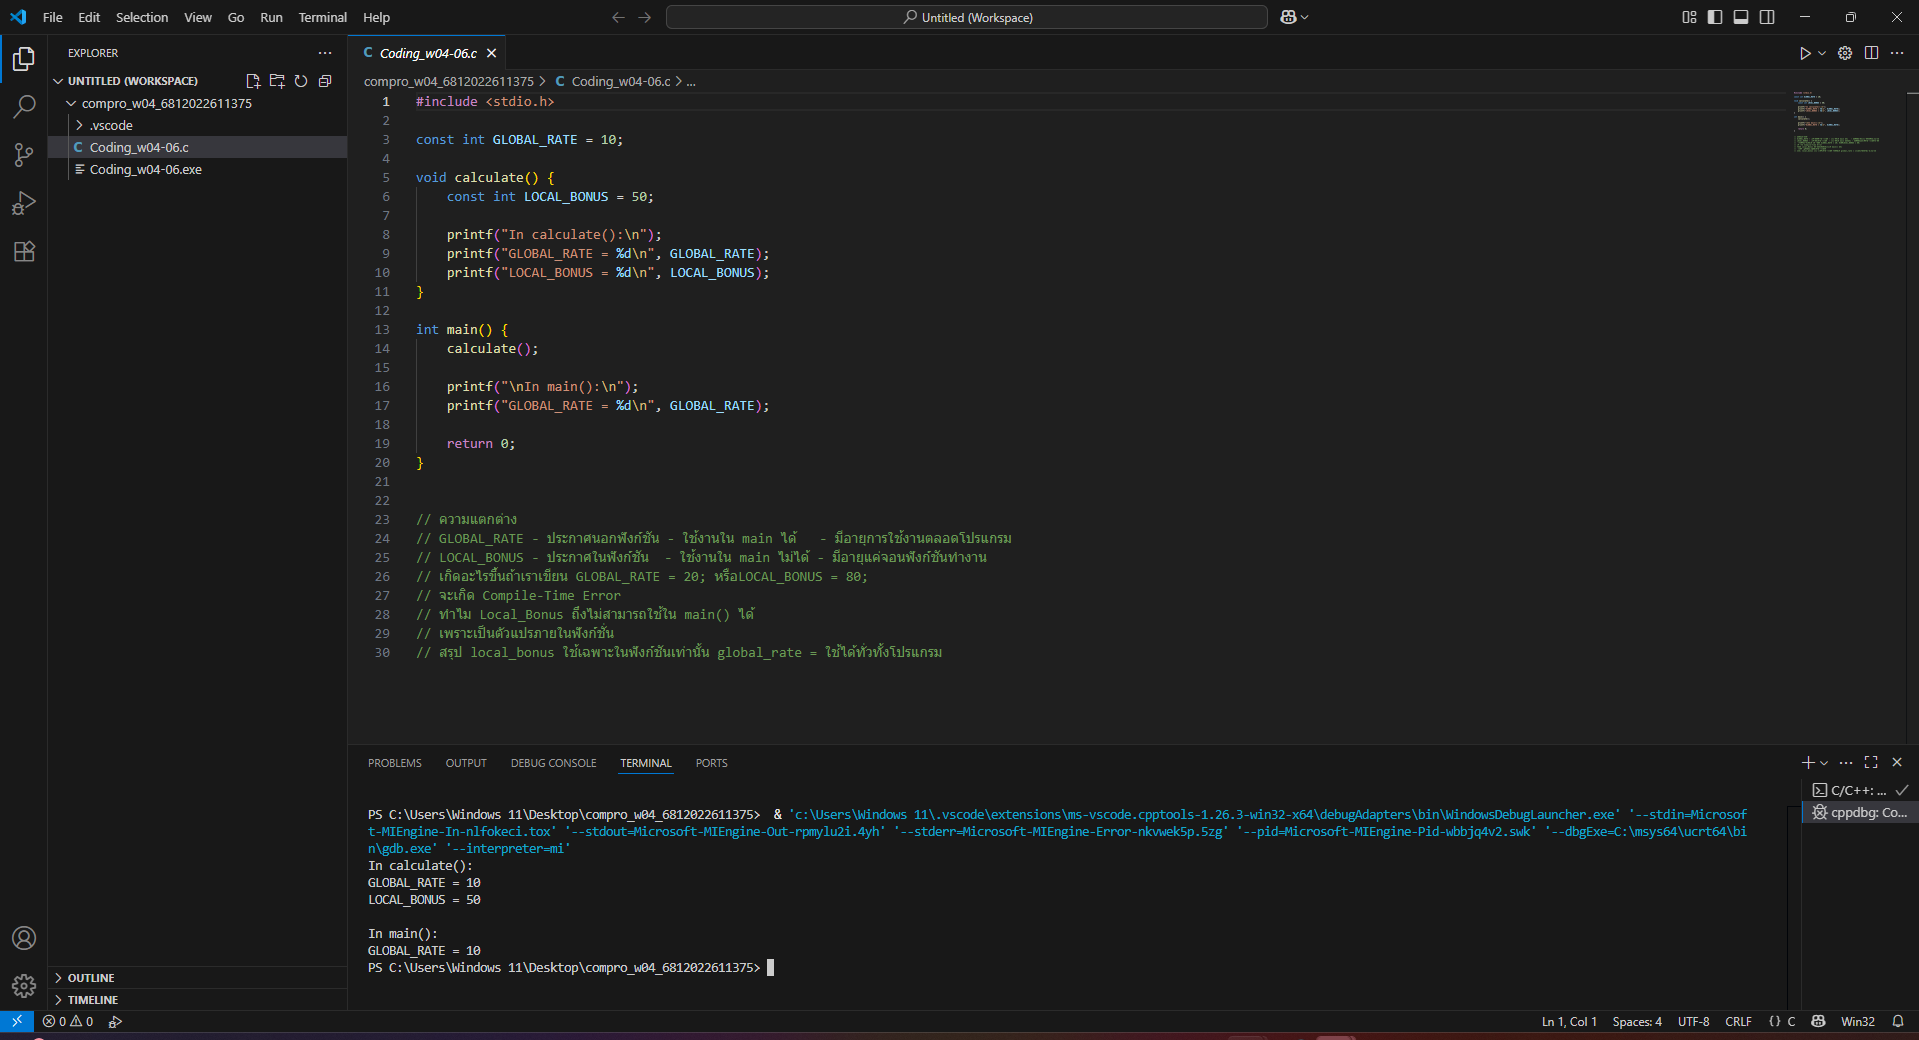 File Edit Selection View Go Run Terminal Help
Untitled (Workspace)
EXPLORER
UNTITLED (WORKSPACE)
compro_w04_6812022611375
.vscode
C Coding_w04-06.c
Coding_w04-06.exe
OUTLINE
TIMELINE
C Coding_w04-06.c
compro_w04_6812022611375 > C Coding_w04-06.c > ...
1 #include <stdio.h>
2
3 const int GLOBAL_RATE = 10;
4
5 void calculate() {
6 const int LOCAL_BONUS = 50;
7
8 printf("In calculate():\n");
9 printf("GLOBAL_RATE = %d\n", GLOBAL_RATE);
10 printf("LOCAL_BONUS = %d\n", LOCAL_BONUS);
11 }
12
13 int main() {
14 calculate();
15
16 printf("\nIn main():\n");
17 printf("GLOBAL_RATE = %d\n", GLOBAL_RATE);
18
19 return 0;
20 }
21
22
23 // ความแตกต่าง
24 // GLOBAL_RATE - ประกาศนอกฟังก์ชัน - ใช้งานใน main ได้ - มีอายุการใช้งานตลอดโปรแกรม
25 // LOCAL_BONUS - ประกาศในฟังก์ชัน - ใช้งานใน main ไม่ได้ - มีอายุแค่จอนฟังก์ชันทำงาน
26 // เกิดอะไรขึ้นถ้าเราเขียน GLOBAL_RATE = 20; หรือLOCAL_BONUS = 80;
27 // จะเกิด Compile-Time Error
28 // ทำไม Local_Bonus ถึงไม่สามารถใช้ใน main() ได้
29 // เพราะเป็นตัวแปรภายในฟังก์ชั่น
30 // สรุป local_bonus ใช้เฉพาะในฟังก์ชันเท่านั้น global_rate = ใช้ได้ทั่วทั้งโปรแกรม
PROBLEMS OUTPUT DEBUG CONSOLE TERMINAL PORTS
PS C:\Users\Windows 11\Desktop\compro_w04_6812022611375> & 'c:\Users\Windows 11\.vscode\extensions\ms-vscode.cpptools-1.26.3-win32-x64\debugAdapters\bin\WindowsDebugLauncher.exe' '--stdin=Microsof
t-MIEngine-In-nlfokeci.tox' '--stdout=Microsoft-MIEngine-Out-rpmylu2i.4yh' '--stderr=Microsoft-MIEngine-Error-nkvwek5p.5zg' '--pid=Microsoft-MIEngine-Pid-wbbjq4v2.swk' '--dbgExe=C:\msys64\ucrt64\bi
n\gdb.exe' '--interpreter=mi'
In calculate():
GLOBAL_RATE = 10
LOCAL_BONUS = 50
In main():
GLOBAL_RATE = 10
PS C:\Users\Windows 11\Desktop\compro_w04_6812022611375>
C/C++: ...
cppdbg: Co...
0 0
Ln 1, Col 1 Spaces: 4 UTF-8 CRLF {} C Win32